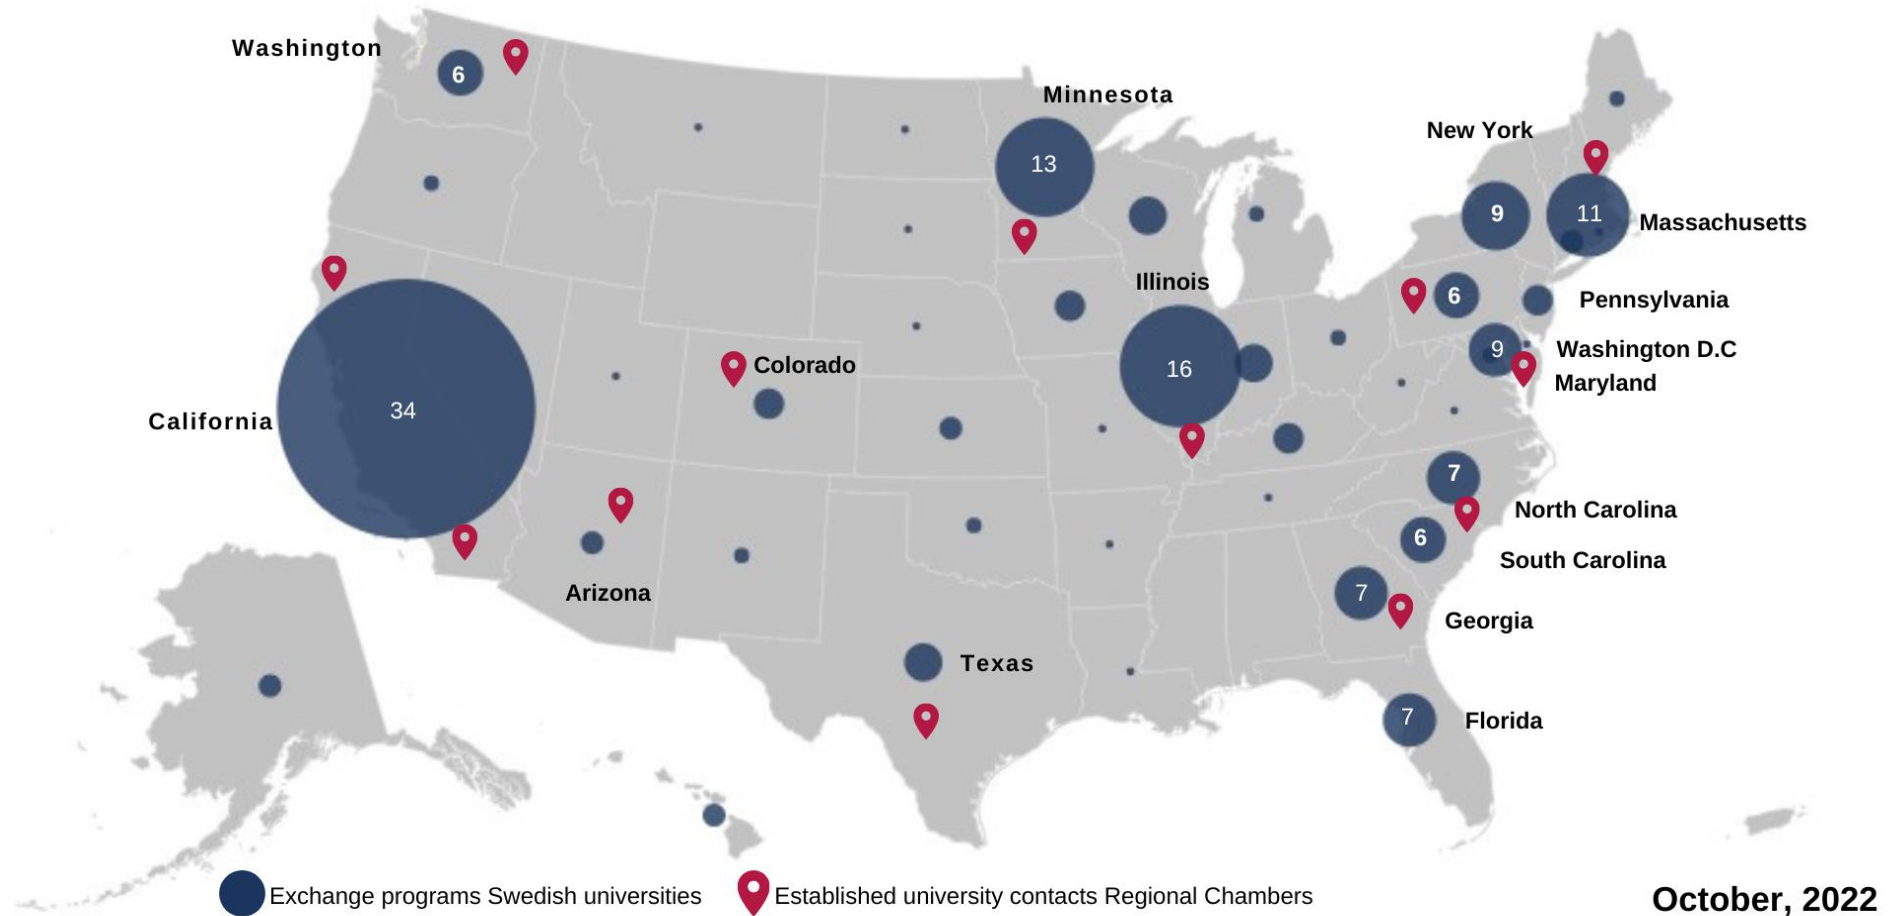 Washington
6
Minnesota
13
New York
9
11
Massachusetts
Illinois
6
Pennsylvania
9
Washington D.C
Maryland
Colorado
16
34
California
7
North Carolina
6
South Carolina
Arizona
7
Georgia
Texas
7
Florida
Exchange programs Swedish universities
Established university contacts Regional Chambers
October, 2022